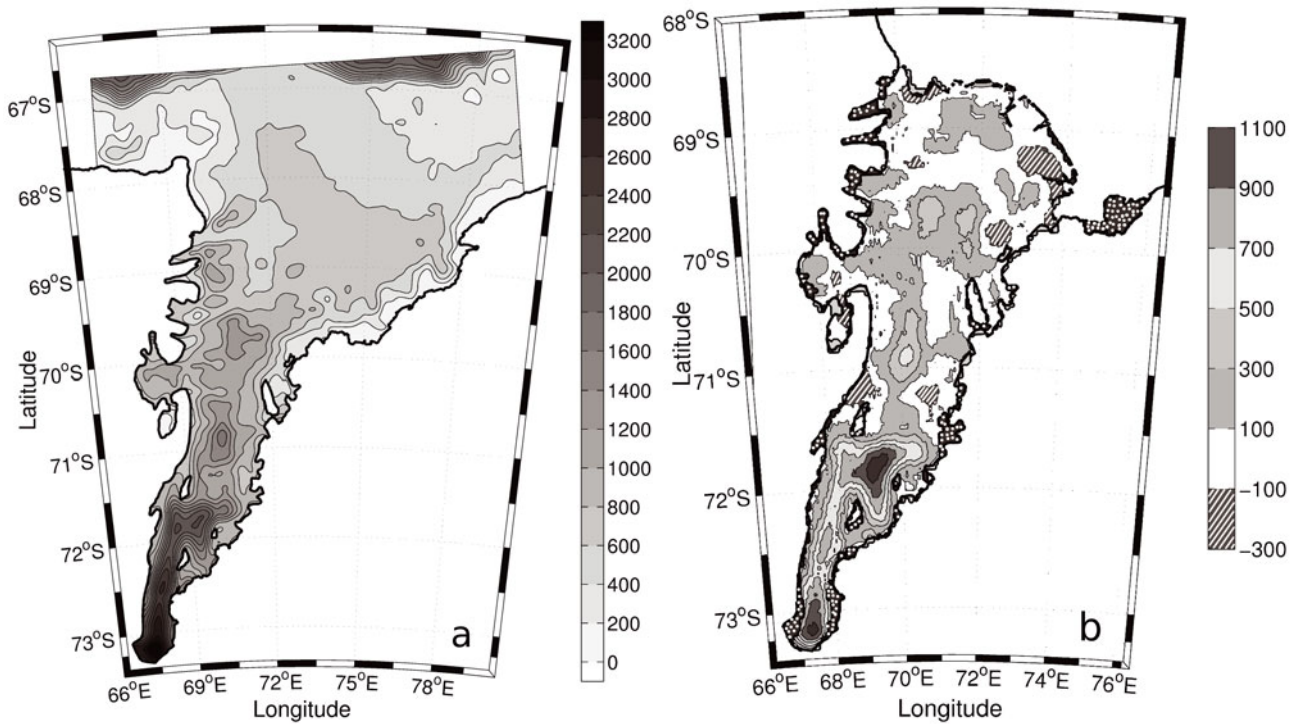 67°S
68°S
69°S
70°S
71°S
72°S
73°S
Latitude
66°E
69°E
72°E
75°E
78°E
Longitude
a
3200
3000
2800
2600
2400
2200
2000
1800
1600
1400
1200
1000
800
600
400
200
0
68°S
69°S
70°S
71°S
72°S
73°S
Latitude
66°E
68°E
70°E
72°E
74°E
76°E
Longitude
b
1100
900
700
500
300
100
−100
−300